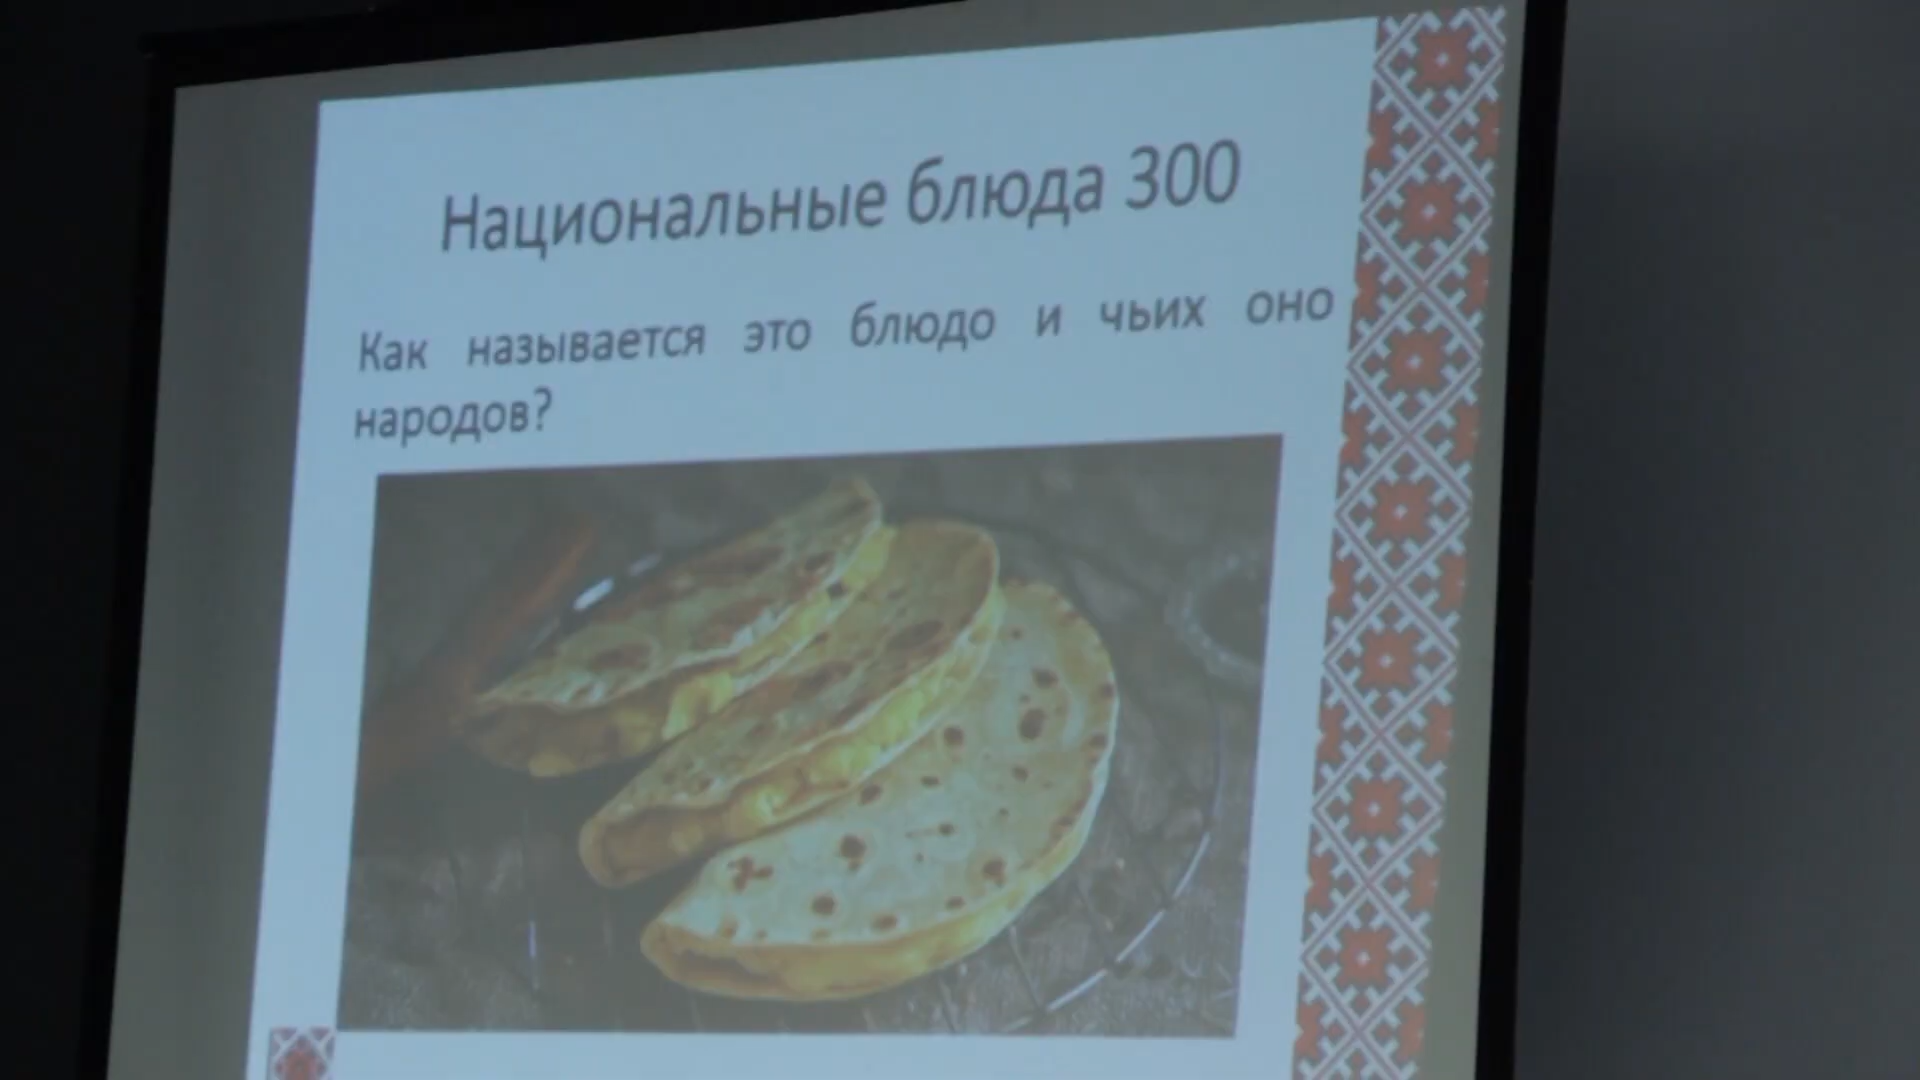 Национальные блюда 300
Как называется это блюдо и чьих оно
народов?